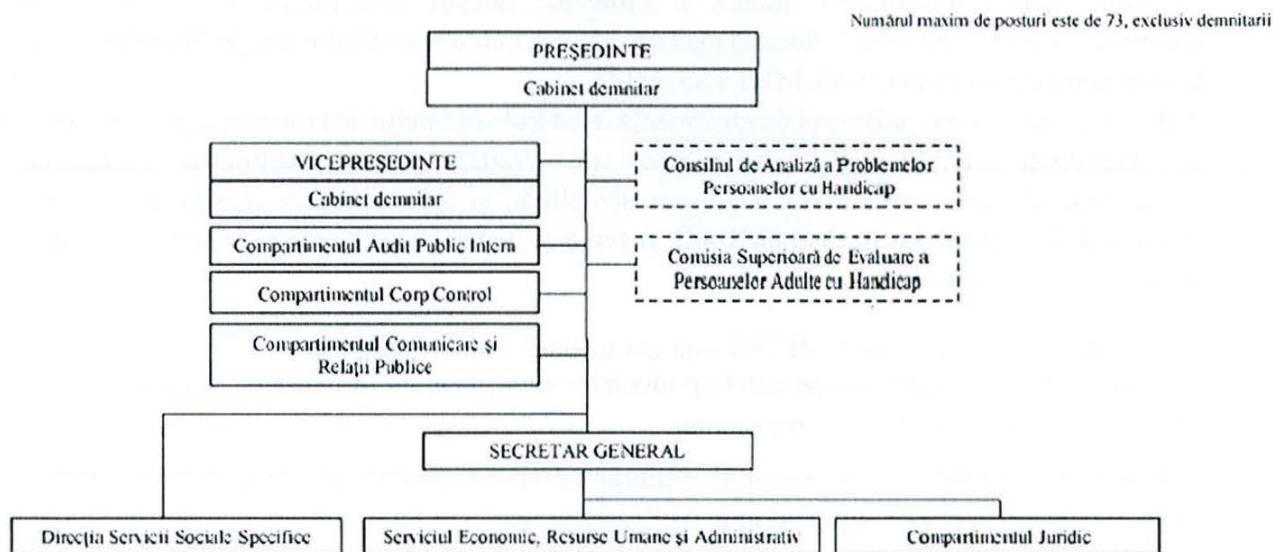 Numărul maxim de posturi este de 73, exclusiv demnitarii
PREŞEDINTE
Cabinet demnitar
VICEPREŞEDINTE
Cabinet demnitar
Consiliul de Analiză a Problemelor
Persoanelor cu Handicap
Compartimentul Audit Public Intern
Comisia Superioară de Evaluare a
Persoanelor Adulte cu Handicap
Compartimentul Corp Control
Compartimentul Comunicare şi
Relaţii Publice
SECRETAR GENERAL
Direcţia Servicii Sociale Specifice
Serviciul Economic, Resurse Umane şi Administrativ
Compartimentul Juridic